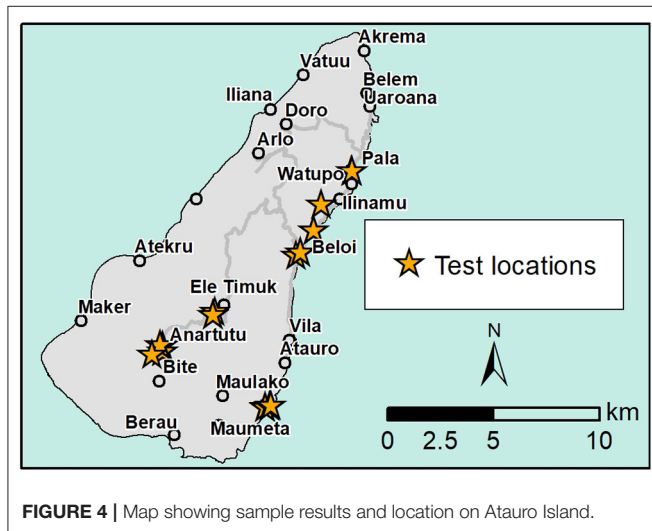 Akrema
Vatuu
Belem
Uaroana
Iliana
Doro
Arlo
Pala
Watupo
Ilinamu
Beloi
Test locations
Atekru
Ele Timuk
Maker
Anartutu
Vila
Atauro
Bite
Maulako
Berau
Maumeta
N
km
0 2.5 5 10
FIGURE 4 | Map showing sample results and location on Atauro Island.